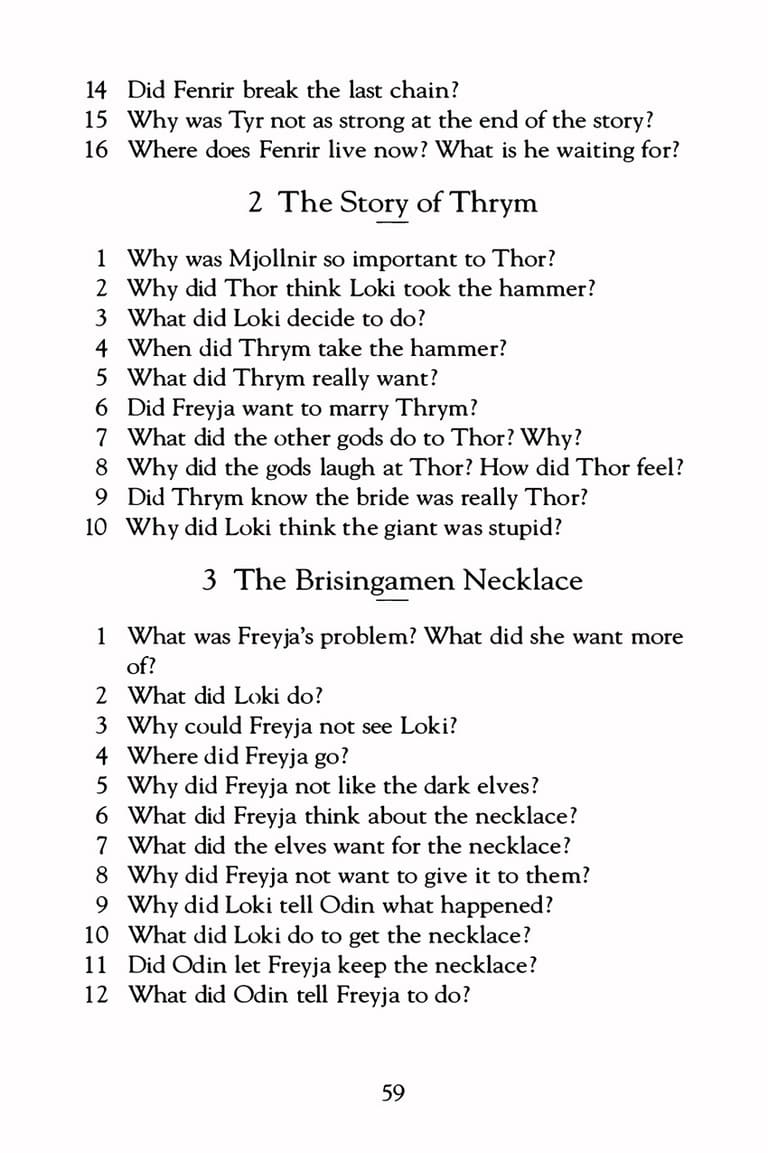 14 Did Fenrir break the last chain?
15 Why was Tyr not as strong at the end of the story?
16 Where does Fenrir live now? What is he waiting for?
2 The Story of Thrym
1 Why was Mjollnir so important to Thor?
2 Why did Thor think Loki took the hammer?
3 What did Loki decide to do?
4 When did Thrym take the hammer?
5 What did Thrym really want?
6 Did Freyja want to marry Thrym?
7 What did the other gods do to Thor? Why?
8 Why did the gods laugh at Thor? How did Thor feel?
9 Did Thrym know the bride was really Thor?
10 Why did Loki think the giant was stupid?
3 The Brisingamen Necklace
1 What was Freyja's problem? What did she want more
of?
2 What did Loki do?
3 Why could Freyja not see Loki?
4 Where did Freyja go?
5 Why did Freyja not like the dark elves?
6 What did Freyja think about the necklace?
7 What did the elves want for the necklace?
8 Why did Freyja not want to give it to them?
9 Why did Loki tell Odin what happened?
10 What did Loki do to get the necklace?
11 Did Odin let Freyja keep the necklace?
12 What did Odin tell Freyja to do?
59